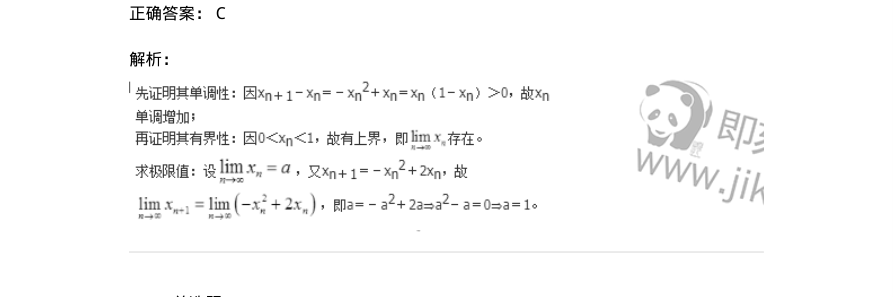 正确答案： C
解析：
先证明其单调性：因xn＋1－xn=－xn2＋xn=xn（1－xn）＞0，故xn
单调增加；
再证明其有界性：因0＜xn＜1，故有上界，即lim n→∞ xn存在。
求极限值：设lim n→∞ xn = a，又xn＋1=－xn2＋2xn，故
lim n→∞ xn+1 = lim n→∞ (−xn2 + 2xn)，即a=－a2＋2a⇒a2－a=0⇒a=1。
www.jik